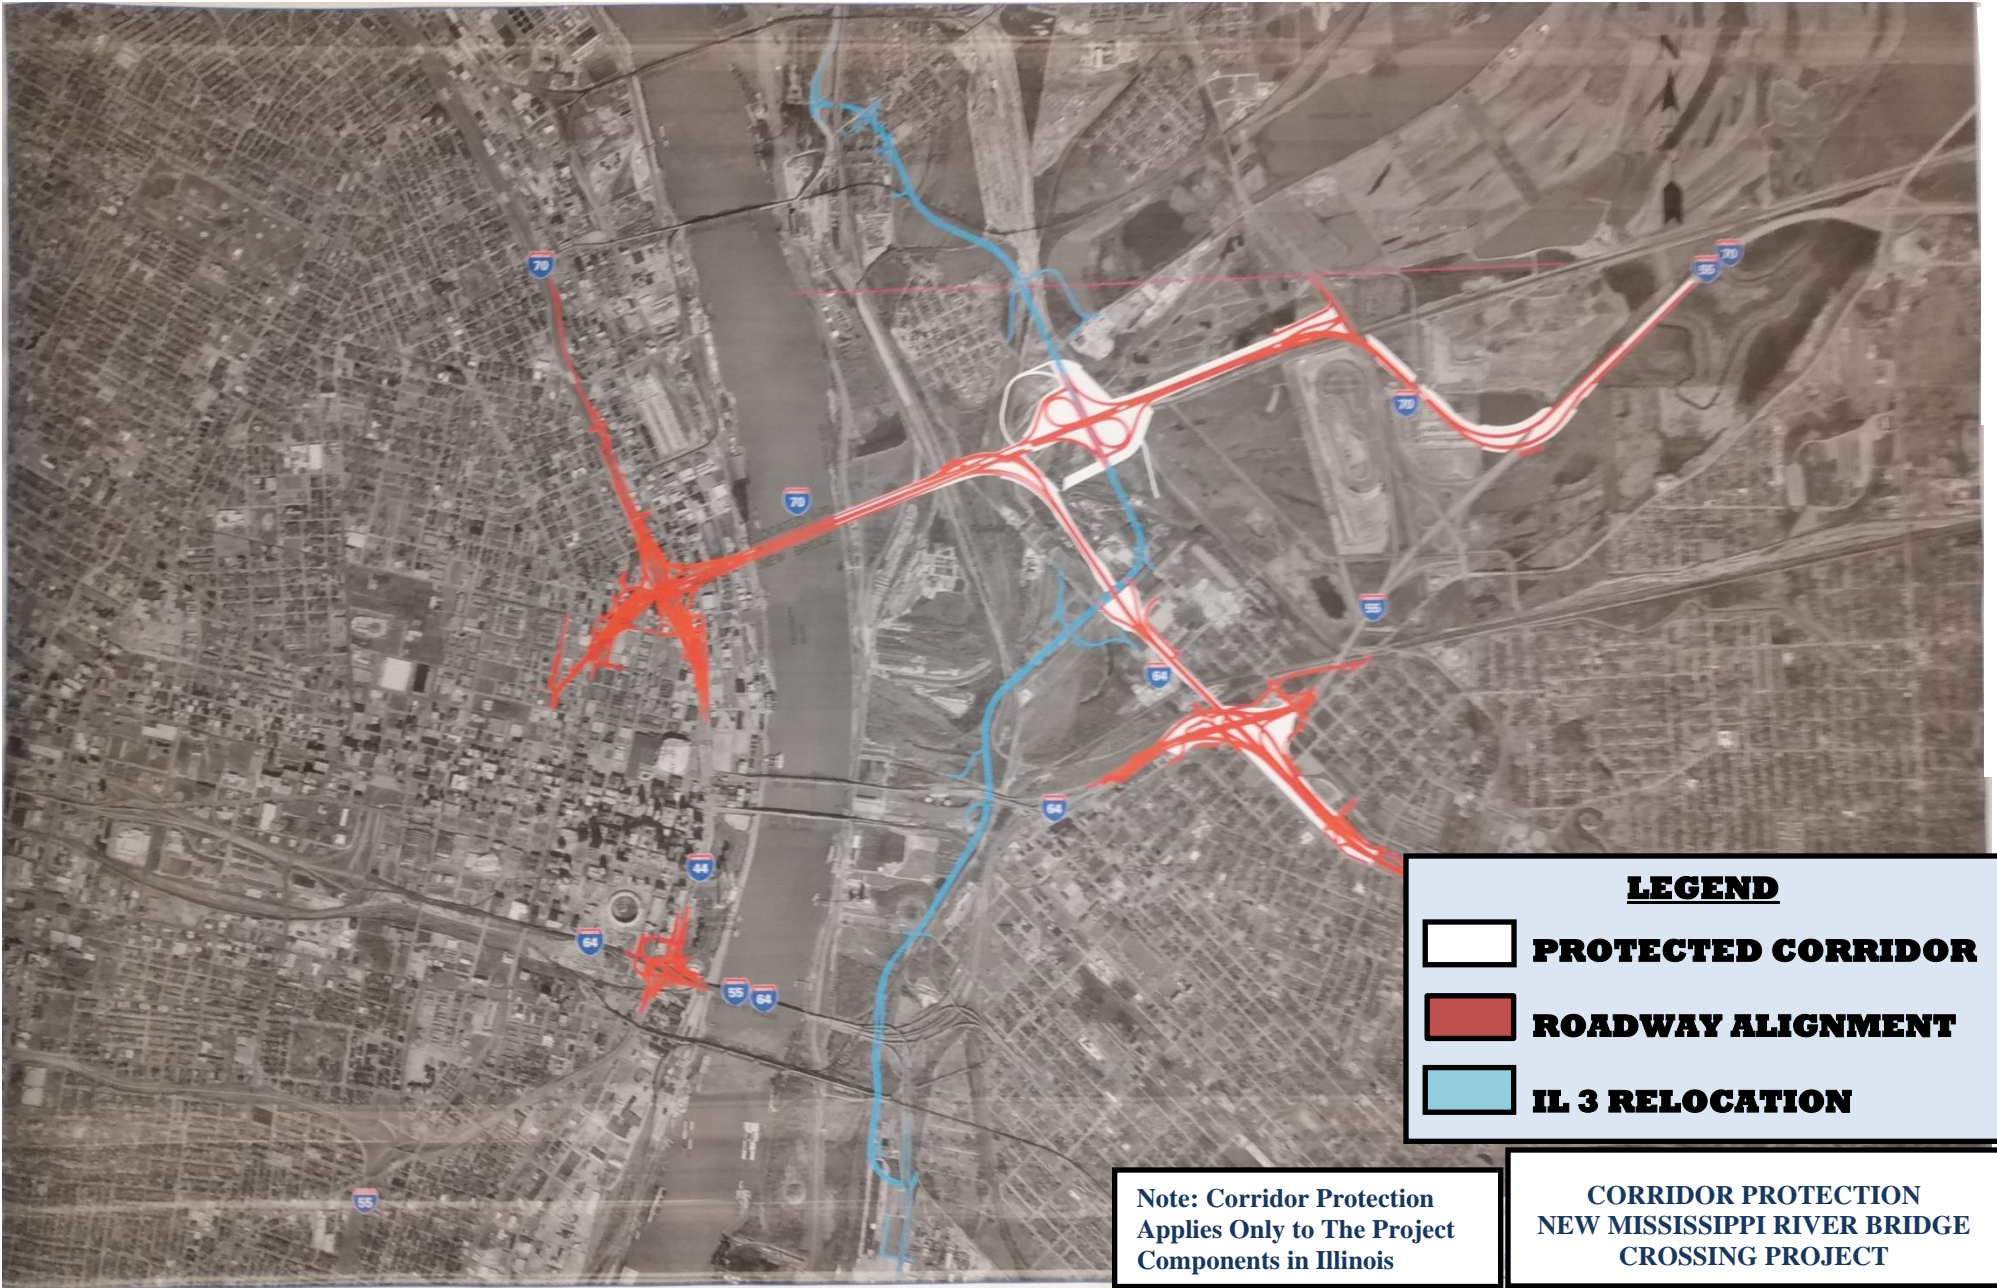 N
70
55
70
70
70
55
64
64
44
64
55
64
55
LEGEND
PROTECTED CORRIDOR
ROADWAY ALIGNMENT
IL 3 RELOCATION
Note: Corridor Protection
Applies Only to The Project
Components in Illinois
CORRIDOR PROTECTION
NEW MISSISSIPPI RIVER BRIDGE
CROSSING PROJECT